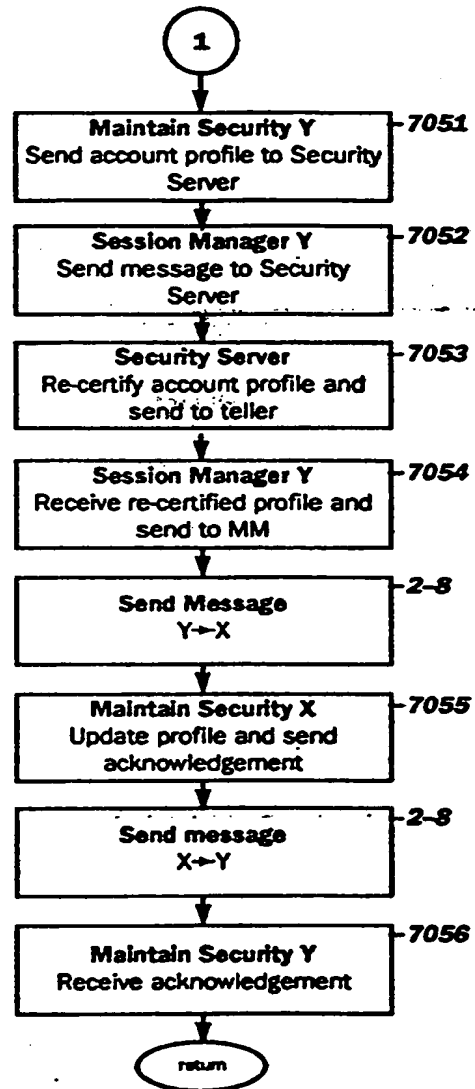 1
Maintain Security Y
7051
Send account profile to Security
Server
Session Manager Y
7052
Send message to Security
Server
Security Server
7053
Re-certify account profile and
send to teller
Session Manager Y
7054
Receive re-certified profile and
send to MM
Send Message
2-8
Y→X
Maintain Security X
7055
Update profile and send
acknowledgement
Send message
2-8
X→Y
Maintain Security Y
7056
Receive acknowledgement
return